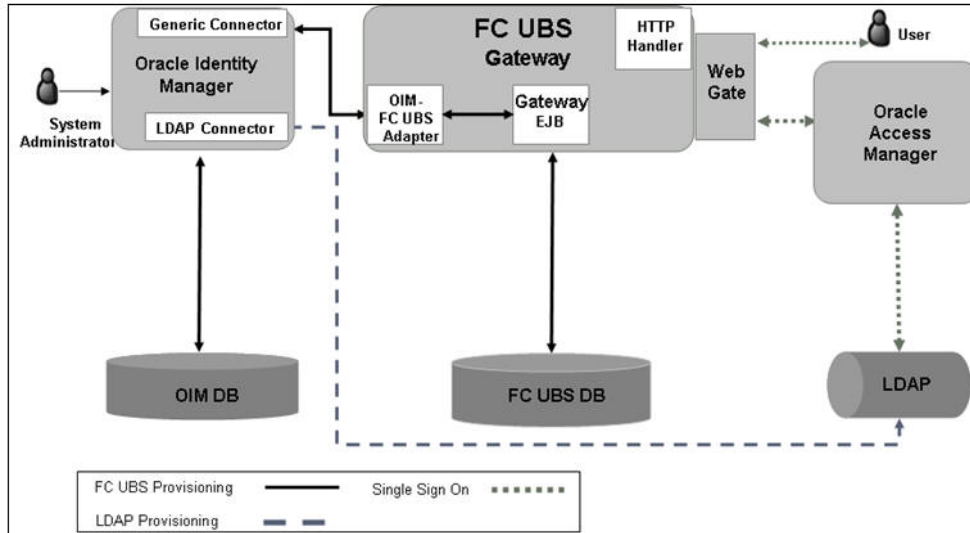 Generic Connector
Oracle Identity
Manager
LDAP Connector
System
Administrator
FC UBS
Gateway
HTTP
Handler
OIM-
FC UBS
Adapter
Gateway
EJB
Web
Gate
User
Oracle
Access
Manager
OIM DB
FC UBS DB
LDAP
FC UBS Provisioning
Single Sign On
LDAP Provisioning